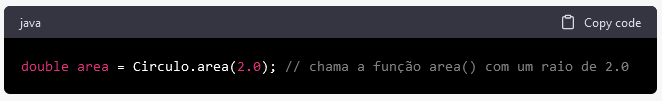 java
Copy code
double area = Circulo.area(2.0); // chama a função area() com um raio de 2.0